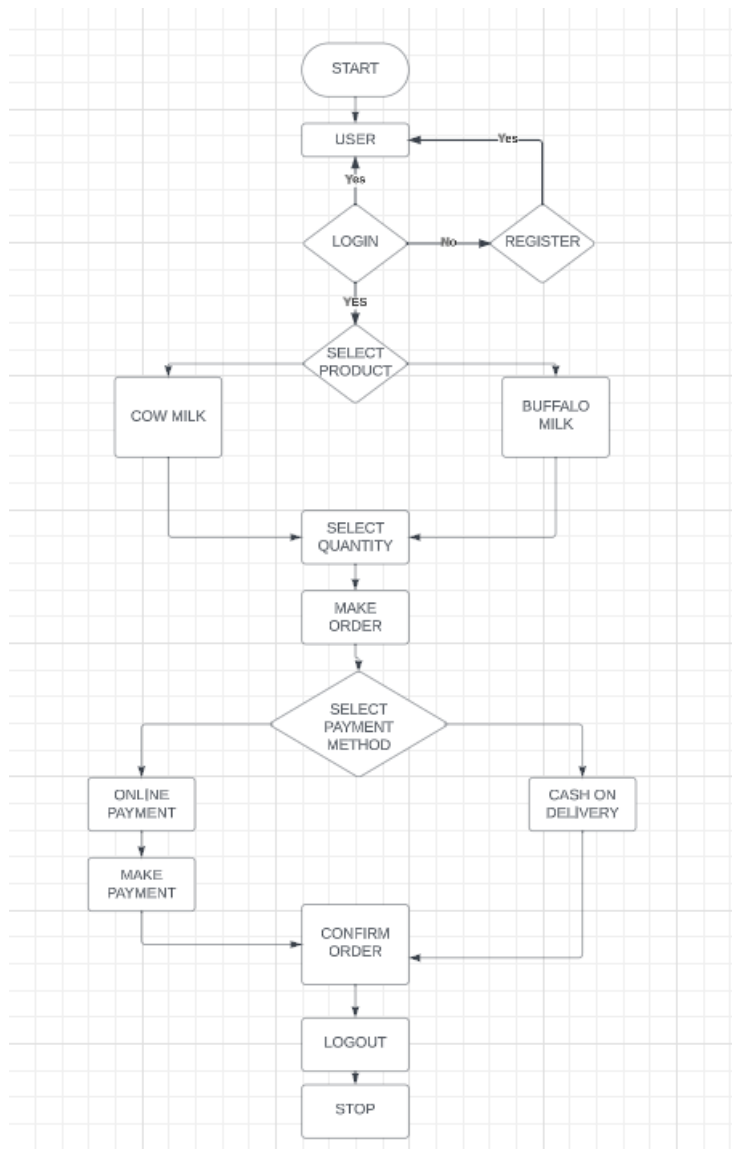 START
USER
Yes
Yes
LOGIN
No
REGISTER
YES
SELECT
PRODUCT
COW MILK
BUFFALO
MILK
SELECT
QUANTITY
MAKE
ORDER
SELECT
PAYMENT
METHOD
ONLINE
PAYMENT
CASH ON
DELIVERY
MAKE
PAYMENT
CONFIRM
ORDER
LOGOUT
STOP